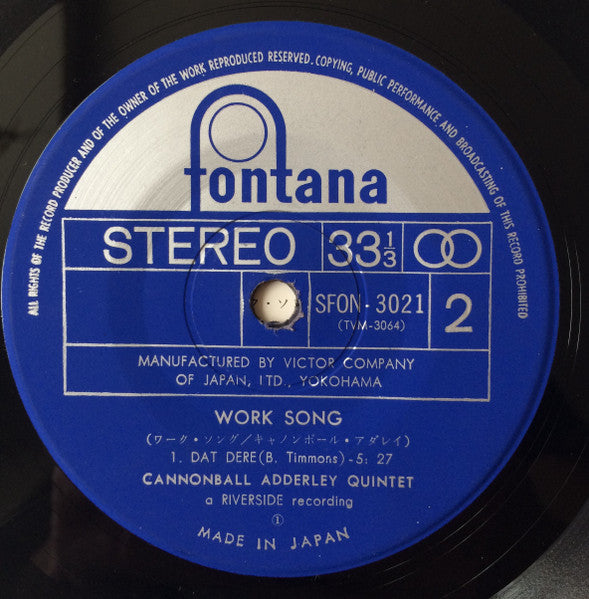 ALL RIGHTS OF THE RECORD PRODUCER AND OF THE OWNER OF THE WORK REPRODUCED RESERVED. COPYING, PUBLIC PERFORMANCE AND BROADCASTING OF THIS RECORD PROHIBITED
fontana
STEREO 33 1/3
SFON-3021 2
(TVM-3064)
MANUFACTURED BY VICTOR COMPANY
OF JAPAN, LTD., YOKOHAMA
WORK SONG
(ワーク・ソング/キャノンボール・アダレイ)
1. DAT DERE (B. Timmons)-5:27
CANNONBALL ADDERLEY QUINTET
a RIVERSIDE recording
①
MADE IN JAPAN